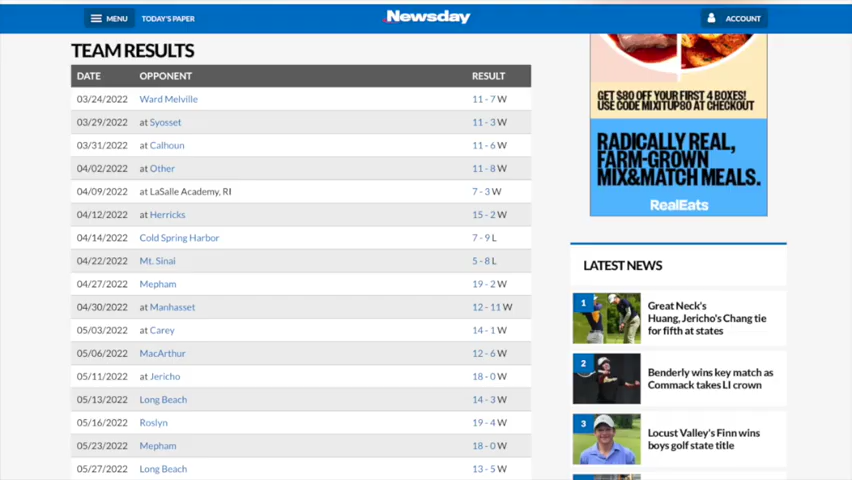 MENU TODAY'S PAPER Newsday ACCOUNT
TEAM RESULTS
DATE OPPONENT RESULT
03/24/2022 Ward Melville 11 - 7 W
03/29/2022 at Syosset 11 - 3 W
03/31/2022 at Calhoun 11 - 6 W
04/02/2022 at Other 11 - 8 W
04/09/2022 at LaSalle Academy, RI 7 - 3 W
04/12/2022 at Herricks 15 - 2 W
04/14/2022 Cold Spring Harbor 7 - 9 L
04/22/2022 Mt. Sinai 5 - 8 L
04/27/2022 Mepham 19 - 2 W
04/30/2022 at Manhasset 12 - 11 W
05/03/2022 at Carey 14 - 1 W
05/06/2022 MacArthur 12 - 6 W
05/11/2022 at Jericho 18 - 0 W
05/13/2022 Long Beach 14 - 3 W
05/16/2022 Roslyn 19 - 4 W
05/23/2022 Mepham 18 - 0 W
05/27/2022 Long Beach 13 - 5 W
GET $80 OFF YOUR FIRST 4 BOXES!
USE CODE MIXITUP80 AT CHECKOUT
RADICALLY REAL,
FARM-GROWN
MIX&MATCH MEALS.
RealEats
LATEST NEWS
1
Great Neck's
Huang, Jericho's Chang tie
for fifth at states
2
Benderly wins key match as
Commack takes LI crown
3
Locust Valley's Finn wins
boys golf state title